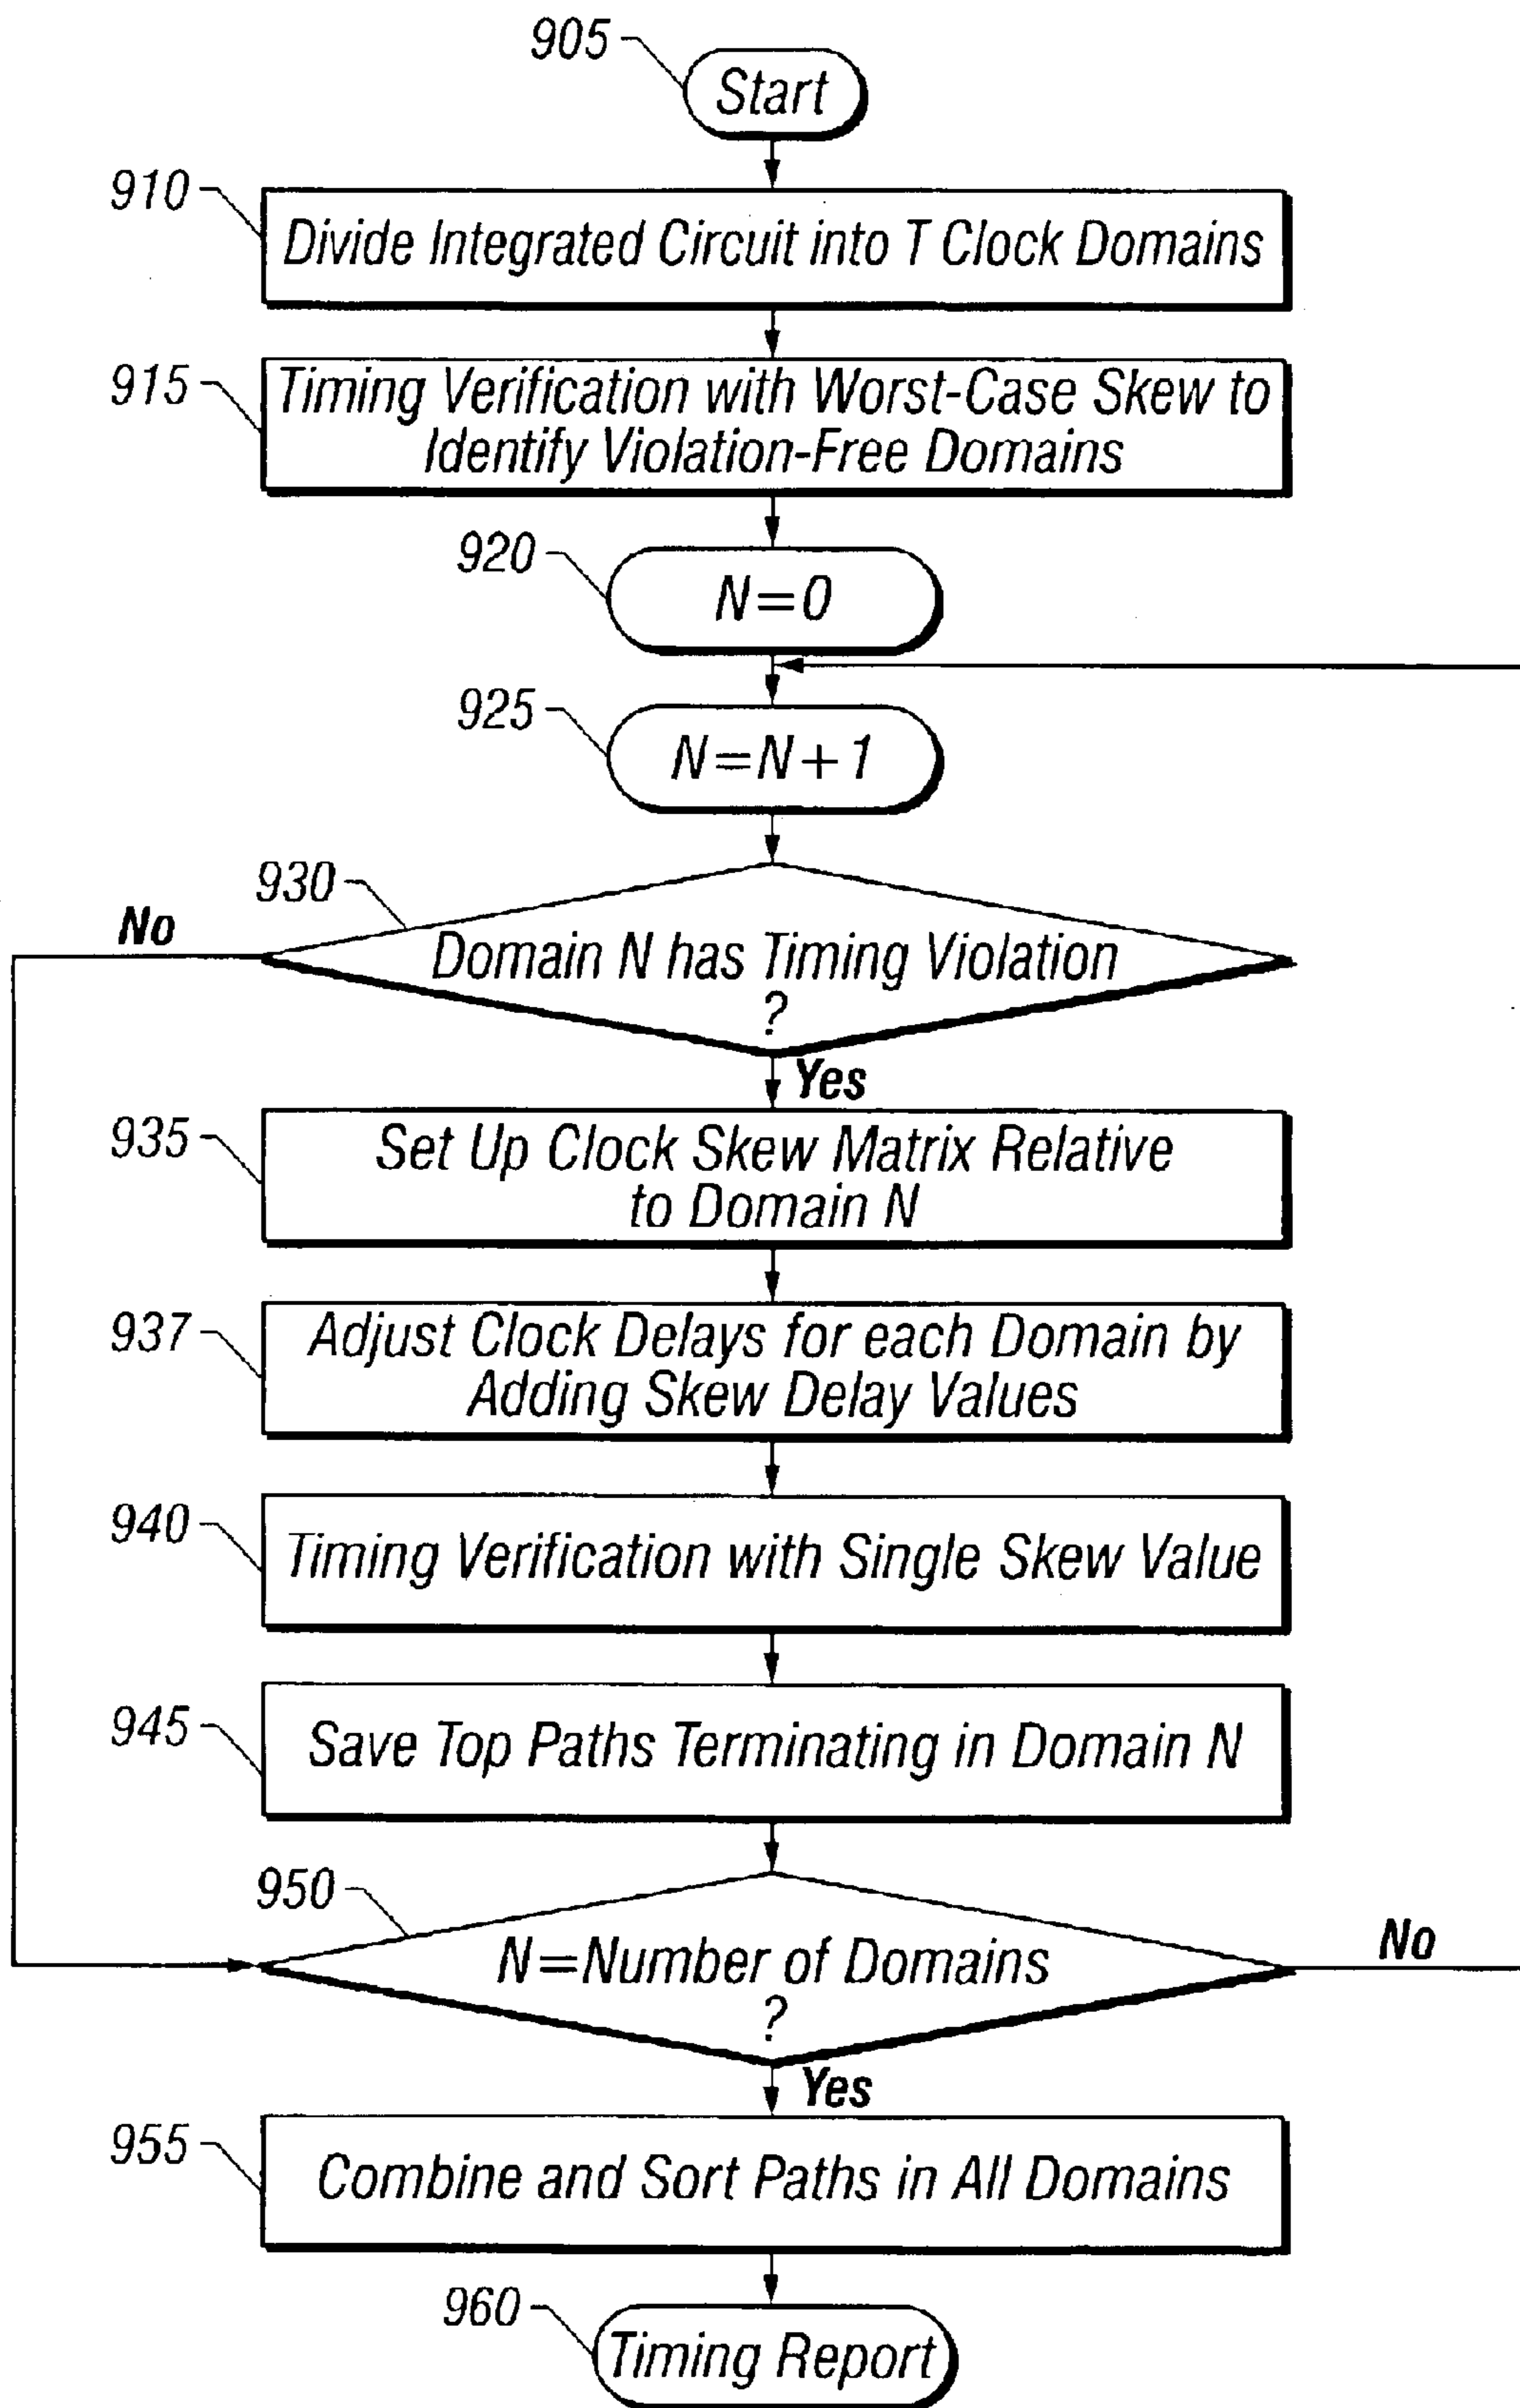 905
Start
910
Divide Integrated Circuit into T Clock Domains
915
Timing Verification with Worst-Case Skew to
Identify Violation-Free Domains
920
N=0
925
N=N+1
930
No
Domain N has Timing Violation
?
Yes
935
Set Up Clock Skew Matrix Relative
to Domain N
937
Adjust Clock Delays for each Domain by
Adding Skew Delay Values
940
Timing Verification with Single Skew Value
945
Save Top Paths Terminating in Domain N
950
No
N=Number of Domains
?
Yes
955
Combine and Sort Paths in All Domains
960
Timing Report